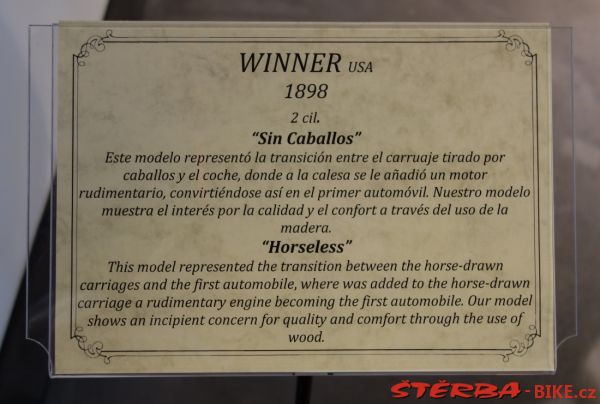 WINNER USA
1898
2 cil.
“Sin Caballos”
Este modelo representó la transición entre el carruaje tirado por
caballos y el coche, donde a la calesa se le añadió un motor
rudimentario, convirtiéndose así en el primer automóvil. Nuestro modelo
muestra el interés por la calidad y el confort a través del uso de la
madera.
“Horseless”
This model represented the transition between the horse-drawn
carriages and the first automobile, where was added to the horse-drawn
carriage a rudimentary engine becoming the first automobile. Our model
shows an incipient concern for quality and comfort through the use of
wood.
ŠTĚRBA-BIKE.cz